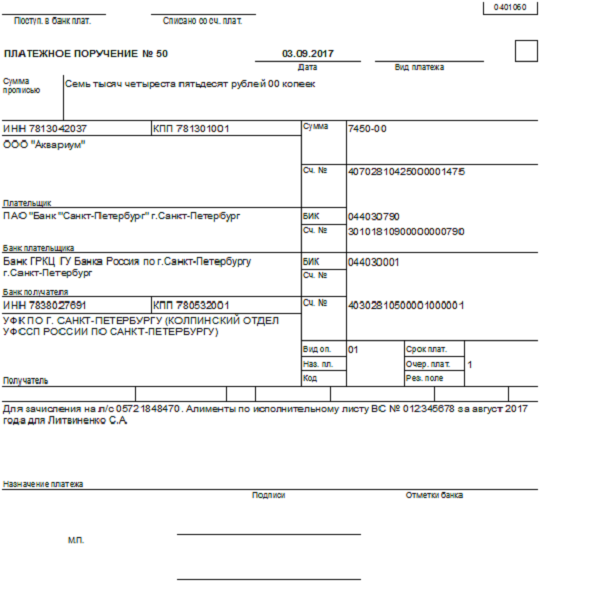 0401060
Поступ. в банк плат. Списано со сч. плат.
ПЛАТЕЖНОЕ ПОРУЧЕНИЕ № 50 03.09.2017
Дата Вид платежа
Сумма прописью Семь тысяч четыреста пятьдесят рублей 00 копеек
ИНН 7813042037 КПП 781301001 Сумма 7450-00
ООО "Аквариум"
Сч. № 40702810425000001475
Плательщик
ПАО "Банк "Санкт-Петербург" г.Санкт-Петербург БИК 044030790
Сч. № 30101810900000000790
Банк плательщика
Банк ГРКЦ ГУ Банка Россия по г.Санкт-Петербургу БИК 044030001
г.Санкт-Петербург Сч. №
Банк получателя
ИНН 7838027691 КПП 780532001 Сч. № 40302810500001000001
УФК ПО Г. САНКТ-ПЕТЕРБУРГУ (КОЛПИНСКИЙ ОТДЕЛ
УФССП РОССИИ ПО САНКТ-ПЕТЕРБУРГУ)
Вид оп. 01 Срок плат.
Наз. пл. Очер. плат. 1
Получатель Код Рез. поле
Для зачисления на л/с 05721848470. Алименты по исполнительному листу ВС № 012345678 за август 2017
года для Литвиненко С.А.
Назначение платежа
Подписи Отметки банка
М.П.